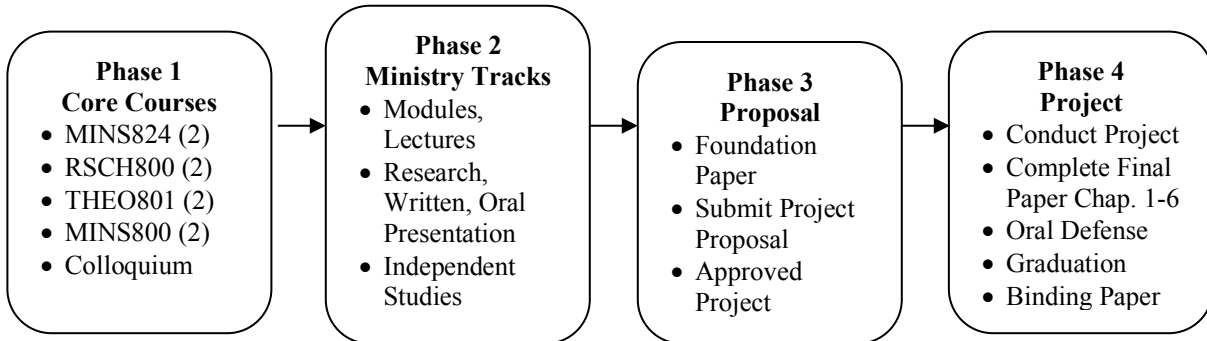 Phase 1
Core Courses
• MINS824 (2)
• RSCH800 (2)
• THEO801 (2)
• MINS800 (2)
• Colloquium
Phase 2
Ministry Tracks
• Modules,
Lectures
• Research,
Written, Oral
Presentation
• Independent
Studies
Phase 3
Proposal
• Foundation
Paper
• Submit Project
Proposal
• Approved
Project
Phase 4
Project
• Conduct Project
• Complete Final
Paper Chap. 1-6
• Oral Defense
• Graduation
• Binding Paper